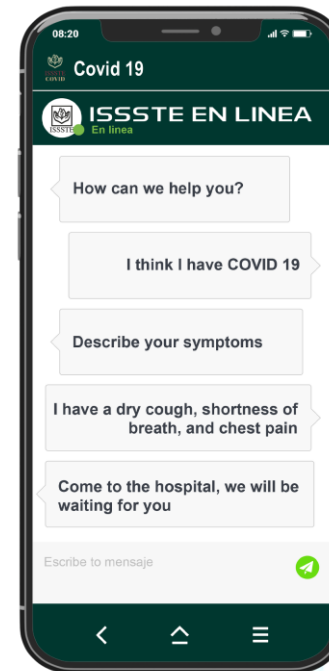 08:20
COVID
Covid 19
ISSSTE
ISSSTE EN LINEA
En linea
How can we help you?
I think I have COVID 19
Describe your symptoms
I have a dry cough, shortness of
breath, and chest pain
Come to the hospital, we will be
waiting for you
Escribe to mensaje